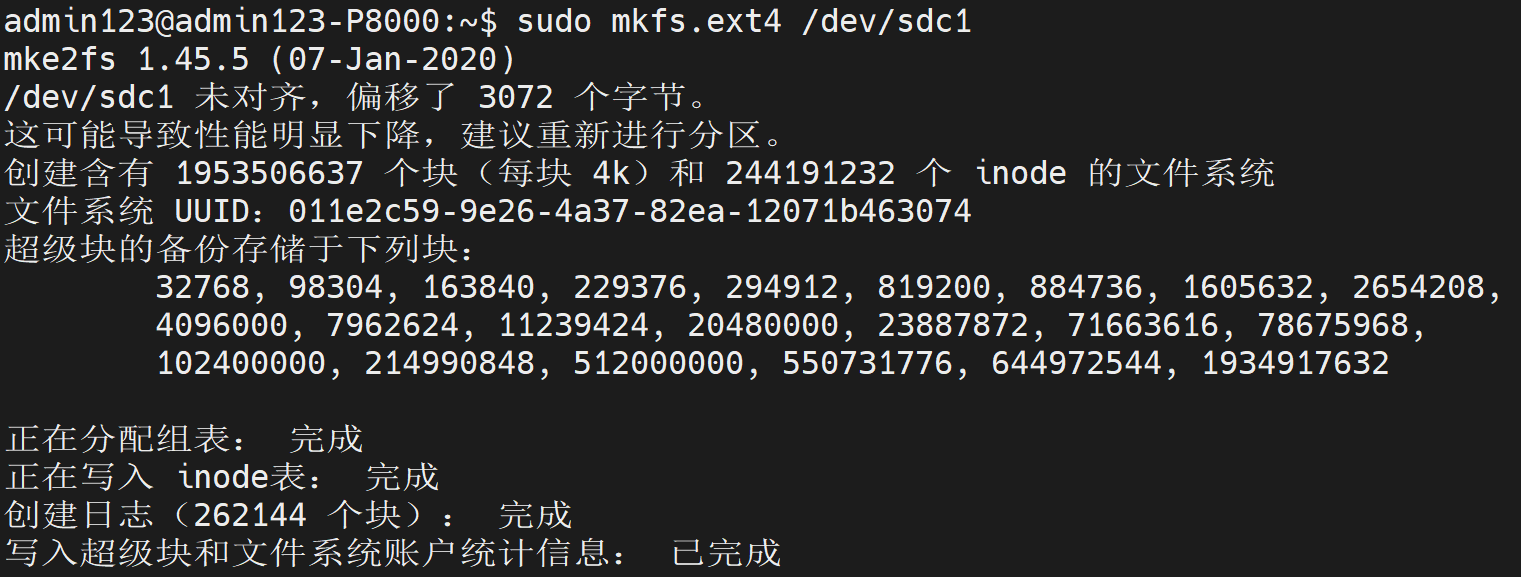 admin123@admin123-P8000:~$ sudo mkfs.ext4 /dev/sdc1
mke2fs 1.45.5 (07-Jan-2020)
/dev/sdc1 未对齐，偏移了 3072 个字节。
这可能导致性能明显下降，建议重新进行分区。
创建含有 1953506637 个块（每块 4k）和 244191232 个 inode 的文件系统
文件系统 UUID：011e2c59-9e26-4a37-82ea-12071b463074
超级块的备份存储于下列块：
32768, 98304, 163840, 229376, 294912, 819200, 884736, 1605632, 2654208,
4096000, 7962624, 11239424, 20480000, 23887872, 71663616, 78675968,
102400000, 214990848, 512000000, 550731776, 644972544, 1934917632
正在分配组表： 完成
正在写入 inode表： 完成
创建日志（262144 个块）： 完成
写入超级块和文件系统账户统计信息： 已完成